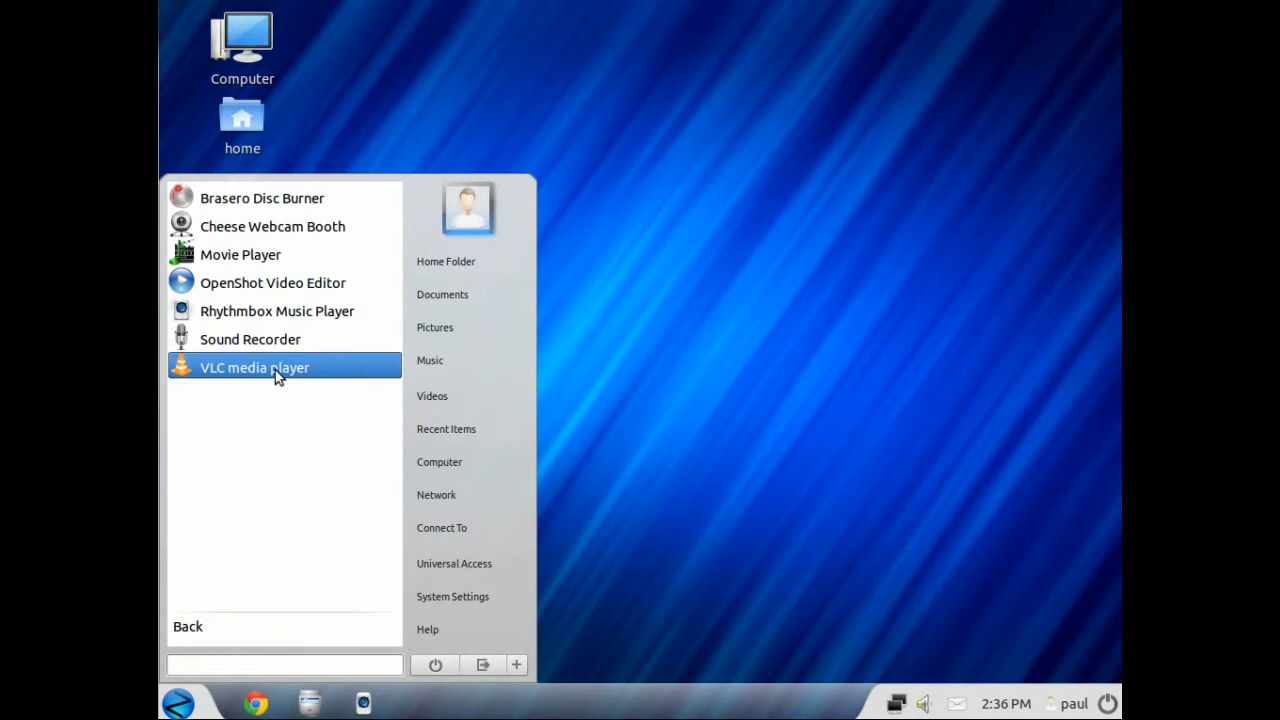 Computer
home
Brasero Disc Burner
Cheese Webcam Booth
Movie Player
OpenShot Video Editor
Rhythmbox Music Player
Sound Recorder
VLC media player
Back
Home Folder
Documents
Pictures
Music
Videos
Recent Items
Computer
Network
Connect To
Universal Access
System Settings
Help
2:36 PM
paul